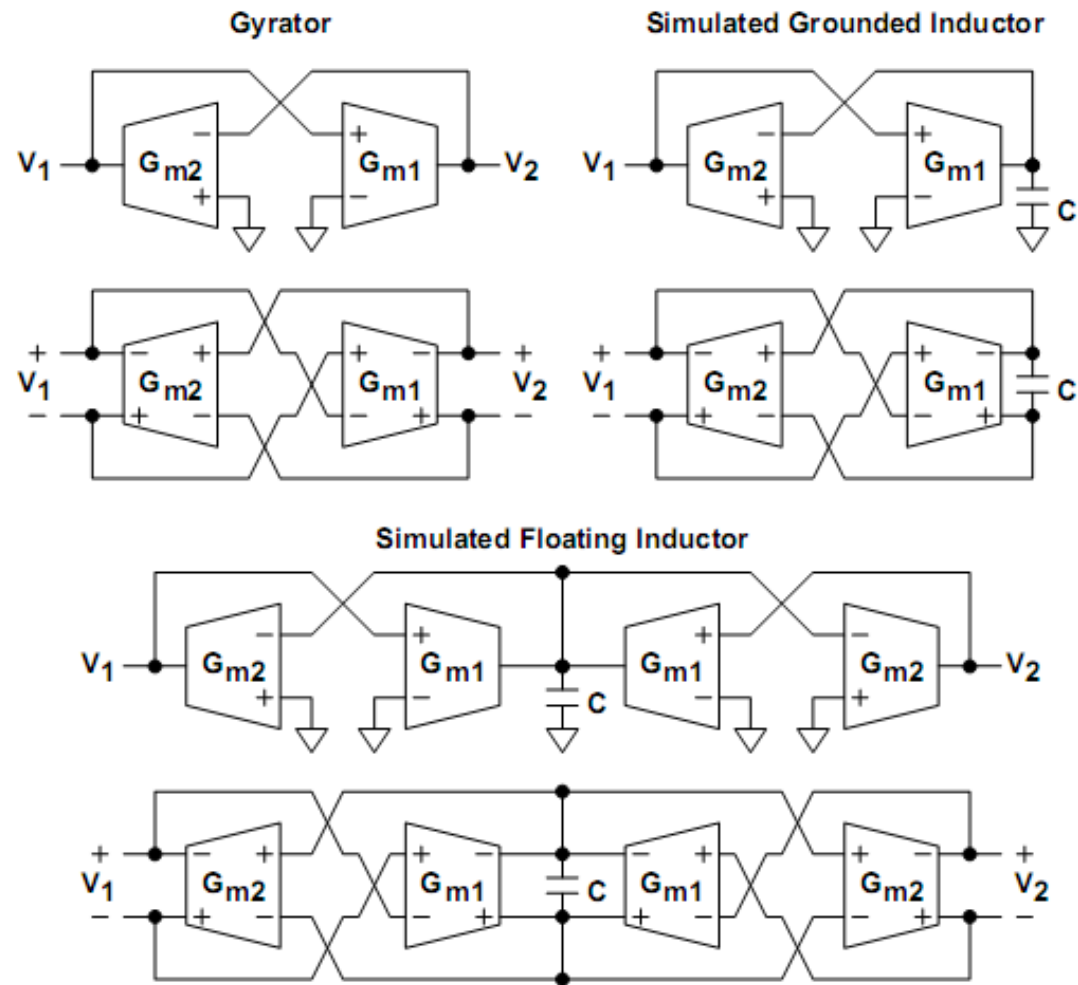 Gyrator
Simulated Grounded Inductor
V1 Gm2 − + + − Gm1 V2
V1 Gm2 − + + − Gm1 C
+ V1 − − + Gm2 + − + − Gm1 − + + V2 −
+ V1 − − + Gm2 + − + − Gm1 − + C
Simulated Floating Inductor
V1 Gm2 − + + − Gm1 C Gm1 + − − + Gm2 V2
+ V1 − − + Gm2 + − + − Gm1 − + C − + Gm1 + − + − Gm2 − + + V2 −